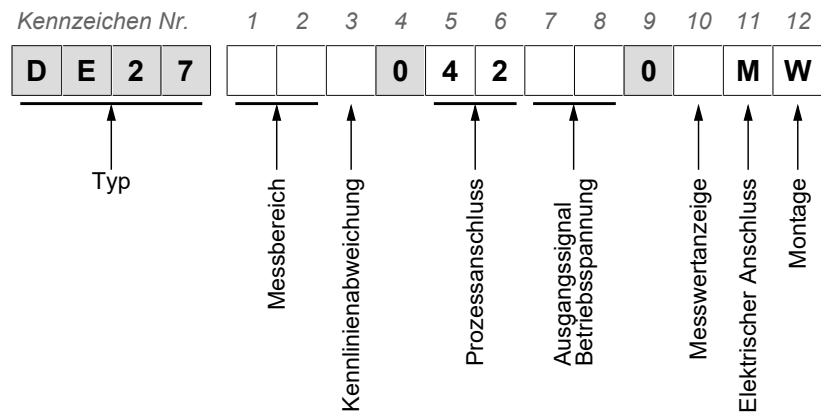 Kennzeichen Nr. 1 2 3 4 5 6 7 8 9 10 11 12
D E 2 7 0 4 2 0 M W
Typ
Messbereich
Kennlinienabweichung
Prozessanschluss
Ausgangssignal
Betriebsspannung
Messwertanzeige
Elektrischer Anschluss
Montage